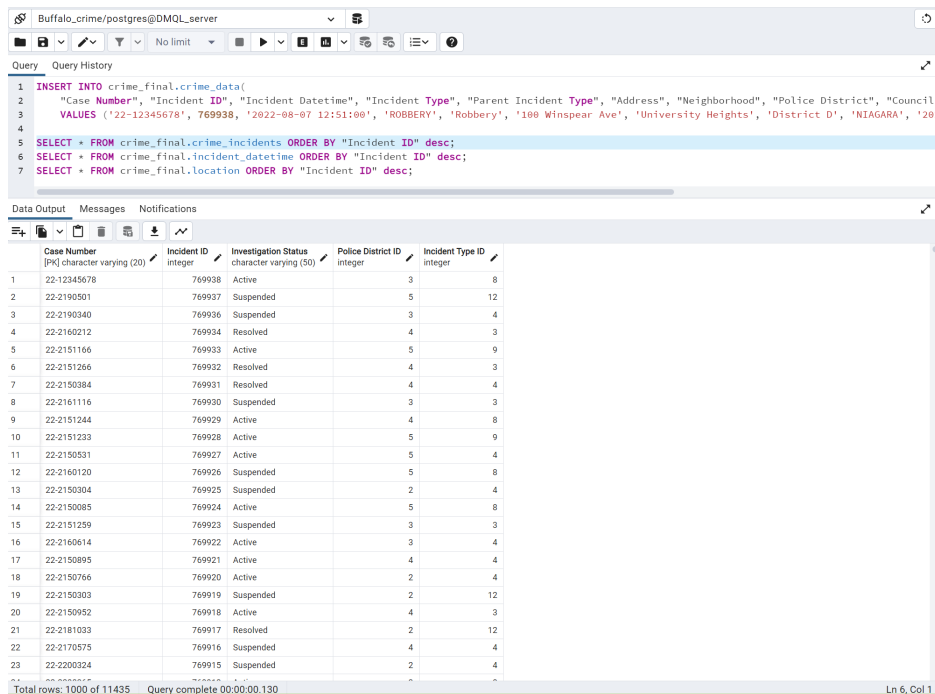 Buffalo_crime/postgres@DMQL_server
No limit
E
Query Query History
1 INSERT INTO crime_final.crime_data(
2 "Case Number", "Incident ID", "Incident Datetime", "Incident Type", "Parent Incident Type", "Address", "Neighborhood", "Police District", "Council
3 VALUES ('22-12345678', 769938, '2022-08-07 12:51:00', 'ROBBERY', 'Robbery', '100 Winspear Ave', 'University Heights', 'District D', 'NIAGARA', '20
4
5 SELECT * FROM crime_final.crime_incidents ORDER BY "Incident ID" desc;
6 SELECT * FROM crime_final.incident_datetime ORDER BY "Incident ID" desc;
7 SELECT * FROM crime_final.location ORDER BY "Incident ID" desc;
Data Output Messages Notifications
Case Number Incident ID Investigation Status Police District ID Incident Type ID
[PK] character varying (20) integer character varying (50) integer integer
1 22-12345678 769938 Active 3 8
2 22-2190501 769937 Suspended 5 12
3 22-2190340 769936 Suspended 3 4
4 22-2160212 769934 Resolved 4 3
5 22-2151166 769933 Active 5 9
6 22-2151266 769932 Resolved 4 3
7 22-2150384 769931 Resolved 4 4
8 22-2161116 769930 Suspended 3 3
9 22-2151244 769929 Active 4 8
10 22-2151233 769928 Active 5 9
11 22-2150531 769927 Active 5 4
12 22-2160120 769926 Suspended 5 8
13 22-2150304 769925 Suspended 2 4
14 22-2150085 769924 Active 5 8
15 22-2151259 769923 Suspended 3 3
16 22-2160614 769922 Active 3 4
17 22-2150895 769921 Active 4 4
18 22-2150766 769920 Active 2 4
19 22-2150303 769919 Suspended 2 12
20 22-2150952 769918 Active 4 3
21 22-2181033 769917 Resolved 2 12
22 22-2170575 769916 Suspended 4 4
23 22-2200324 769915 Suspended 2 4
Total rows: 1000 of 11435 Query complete 00:00:00.130 Ln 6, Col 1